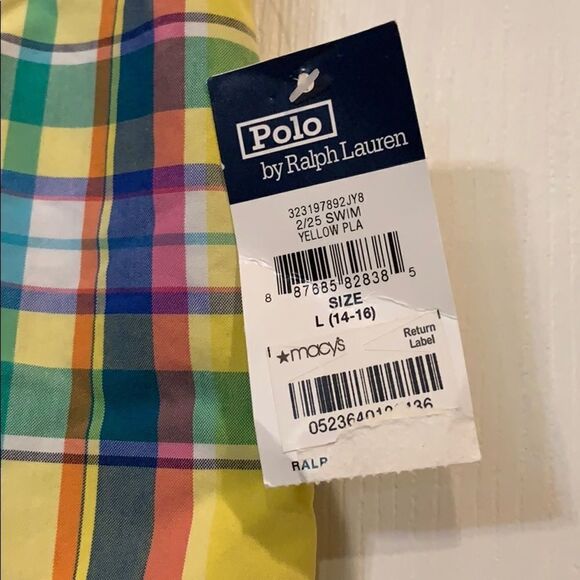 Polo
by Ralph Lauren
323197892JY8
2/25 SWIM
YELLOW PLA
8 87685 82838 5
SIZE
L (14-16)
★macy's
Return
Label
RALP